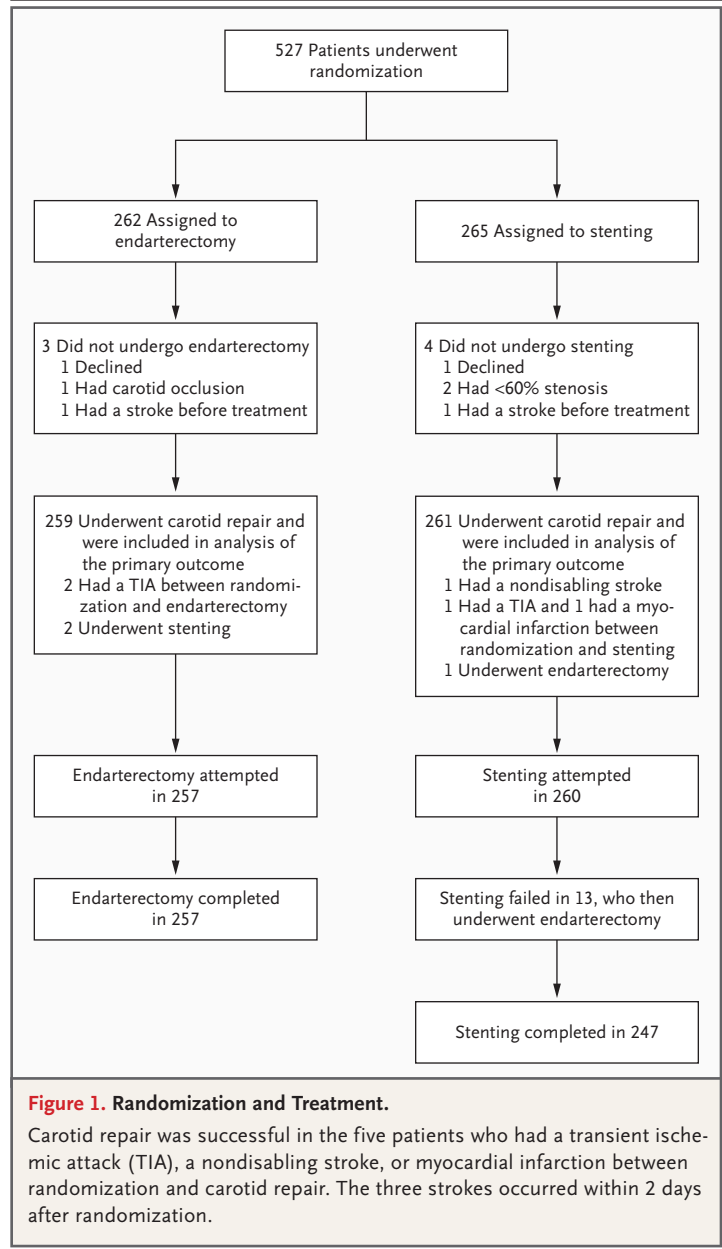 527 Patients underwent
randomization
262 Assigned to
endarterectomy
265 Assigned to stenting
3 Did not undergo endarterectomy
1 Declined
1 Had carotid occlusion
1 Had a stroke before treatment
4 Did not undergo stenting
1 Declined
2 Had <60% stenosis
1 Had a stroke before treatment
259 Underwent carotid repair and
were included in analysis of
the primary outcome
2 Had a TIA between randomi-
zation and endarterectomy
2 Underwent stenting
261 Underwent carotid repair and
were included in analysis of
the primary outcome
1 Had a nondisabling stroke
1 Had a TIA and 1 had a myo-
cardial infarction between
randomization and stenting
1 Underwent endarterectomy
Endarterectomy attempted
in 257
Stenting attempted
in 260
Endarterectomy completed
in 257
Stenting failed in 13, who then
underwent endarterectomy
Stenting completed in 247
Figure 1. Randomization and Treatment.
Carotid repair was successful in the five patients who had a transient ische-
mic attack (TIA), a nondisabling stroke, or myocardial infarction between
randomization and carotid repair. The three strokes occurred within 2 days
after randomization.